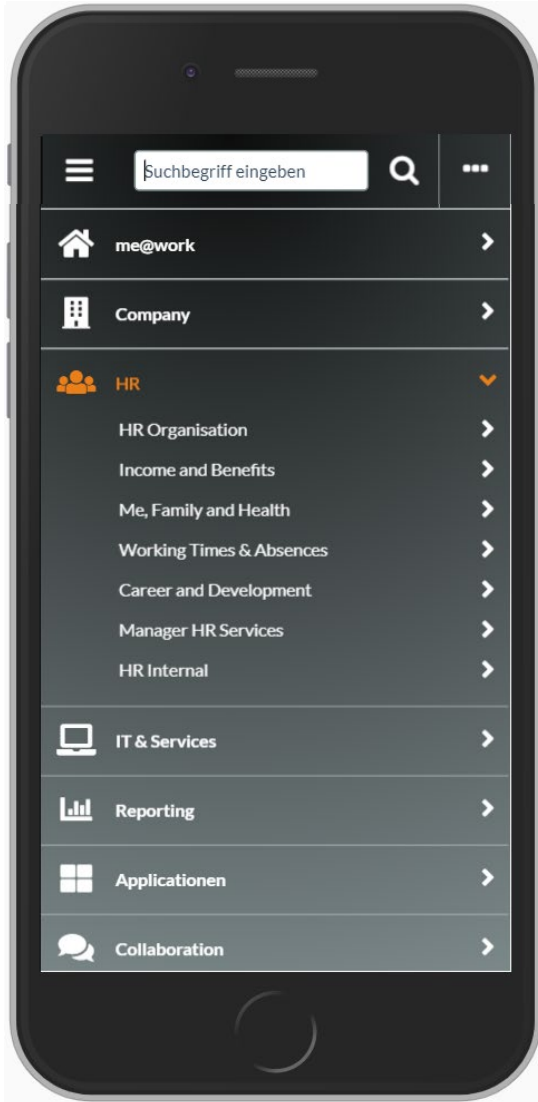 Suchbegriff eingeben
me@work
Company
HR
HR Organisation
Income and Benefits
Me, Family and Health
Working Times & Absences
Career and Development
Manager HR Services
HR Internal
IT & Services
Reporting
Applicationen
Collaboration